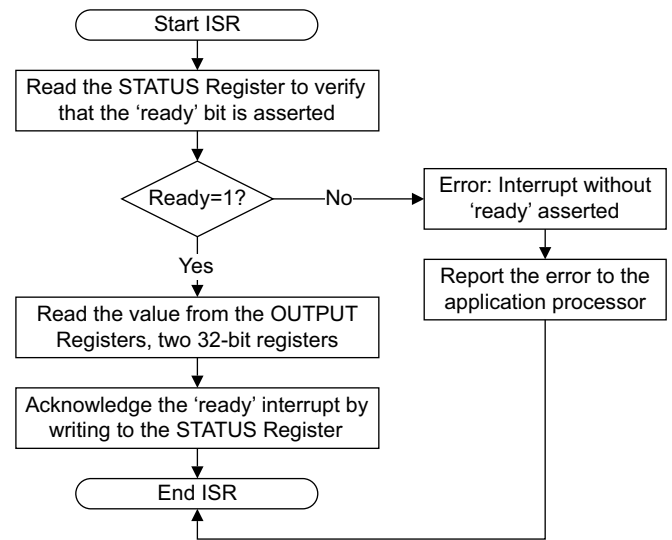 Start ISR
Read the STATUS Register to verify
that the ‘ready’ bit is asserted
Ready=1?
No
Error: Interrupt without
‘ready’ asserted
Yes
Report the error to the
application processor
Read the value from the OUTPUT
Registers, two 32-bit registers
Acknowledge the ‘ready’ interrupt by
writing to the STATUS Register
End ISR